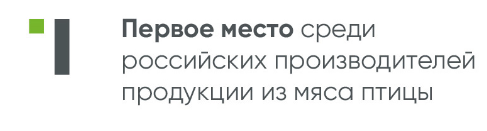 Первое место среди
российских производителей
продукции из мяса птицы